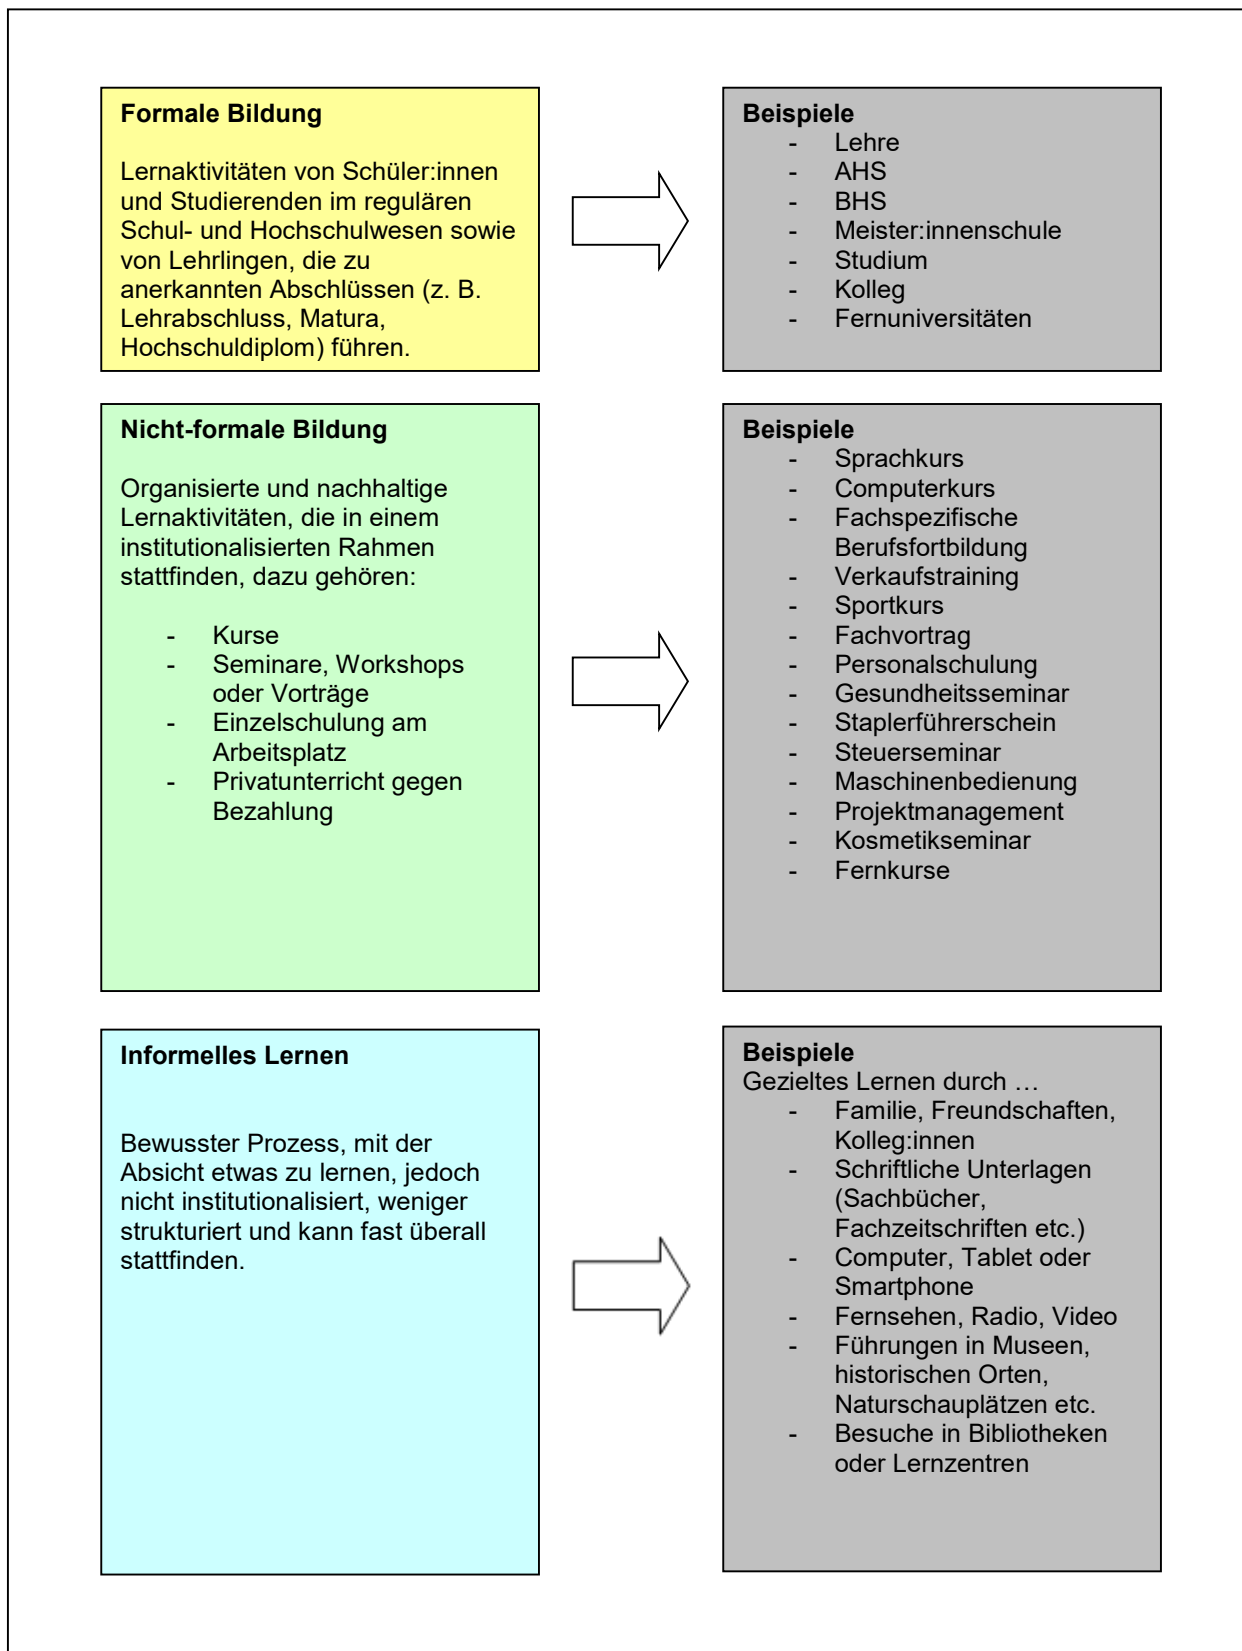 Formale Bildung
Lernaktivitäten von Schüler:innen
und Studierenden im regulären
Schul- und Hochschulwesen sowie
von Lehrlingen, die zu
anerkannten Abschlüssen (z. B.
Lehrabschluss, Matura,
Hochschuldiplom) führen.
Beispiele
- Lehre
- AHS
- BHS
- Meister:innenschule
- Studium
- Kolleg
- Fernuniversitäten
Nicht-formale Bildung
Organisierte und nachhaltige
Lernaktivitäten, die in einem
institutionalisierten Rahmen
stattfinden, dazu gehören:
- Kurse
- Seminare, Workshops
oder Vorträge
- Einzelschulung am
Arbeitsplatz
- Privatunterricht gegen
Bezahlung
Beispiele
- Sprachkurs
- Computerkurs
- Fachspezifische
Berufsfortbildung
- Verkaufstraining
- Sportkurs
- Fachvortrag
- Personalschulung
- Gesundheitsseminar
- Staplerführerschein
- Steuerseminar
- Maschinenbedienung
- Projektmanagement
- Kosmetikseminar
- Fernkurse
Informelles Lernen
Bewusster Prozess, mit der
Absicht etwas zu lernen, jedoch
nicht institutionalisiert, weniger
strukturiert und kann fast überall
stattfinden.
Beispiele
Gezieltes Lernen durch …
- Familie, Freundschaften,
Kolleg:innen
- Schriftliche Unterlagen
(Sachbücher,
Fachzeitschriften etc.)
- Computer, Tablet oder
Smartphone
- Fernsehen, Radio, Video
- Führungen in Museen,
historischen Orten,
Naturschauplätzen etc.
- Besuche in Bibliotheken
oder Lernzentren